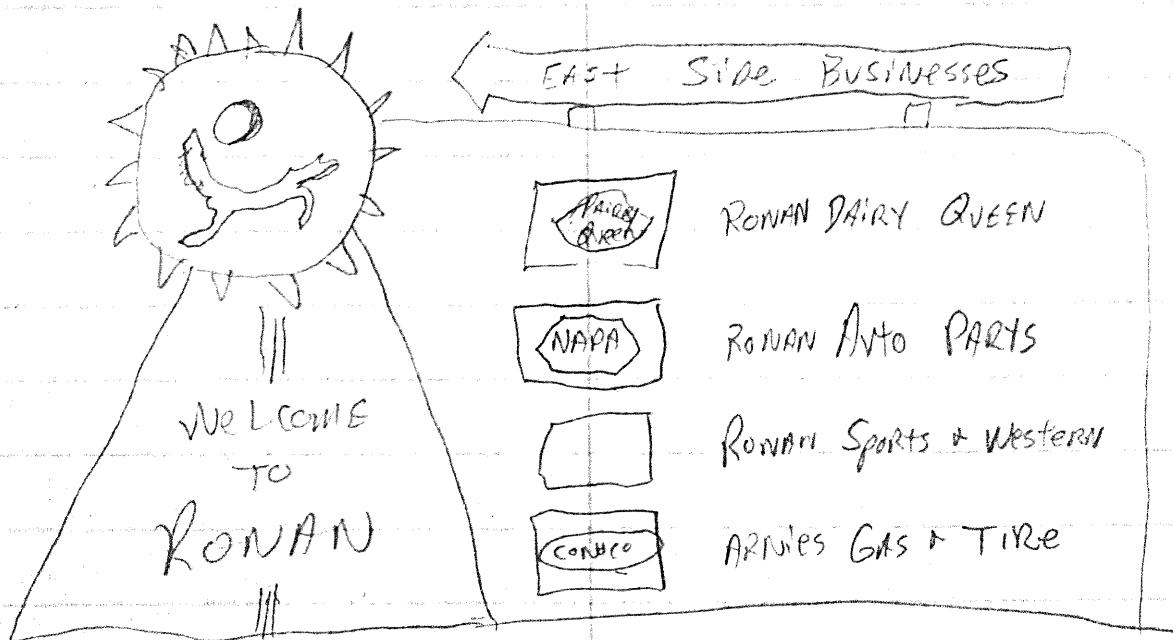 EAST Side Businesses
Dairy
Queen
RONAN DAIRY QUEEN
NAPA
RONAN Auto PARTS
RONAN Sports & Western
CONOCO
ARNIES GAS & TIRE
WELCOME
TO
RONAN